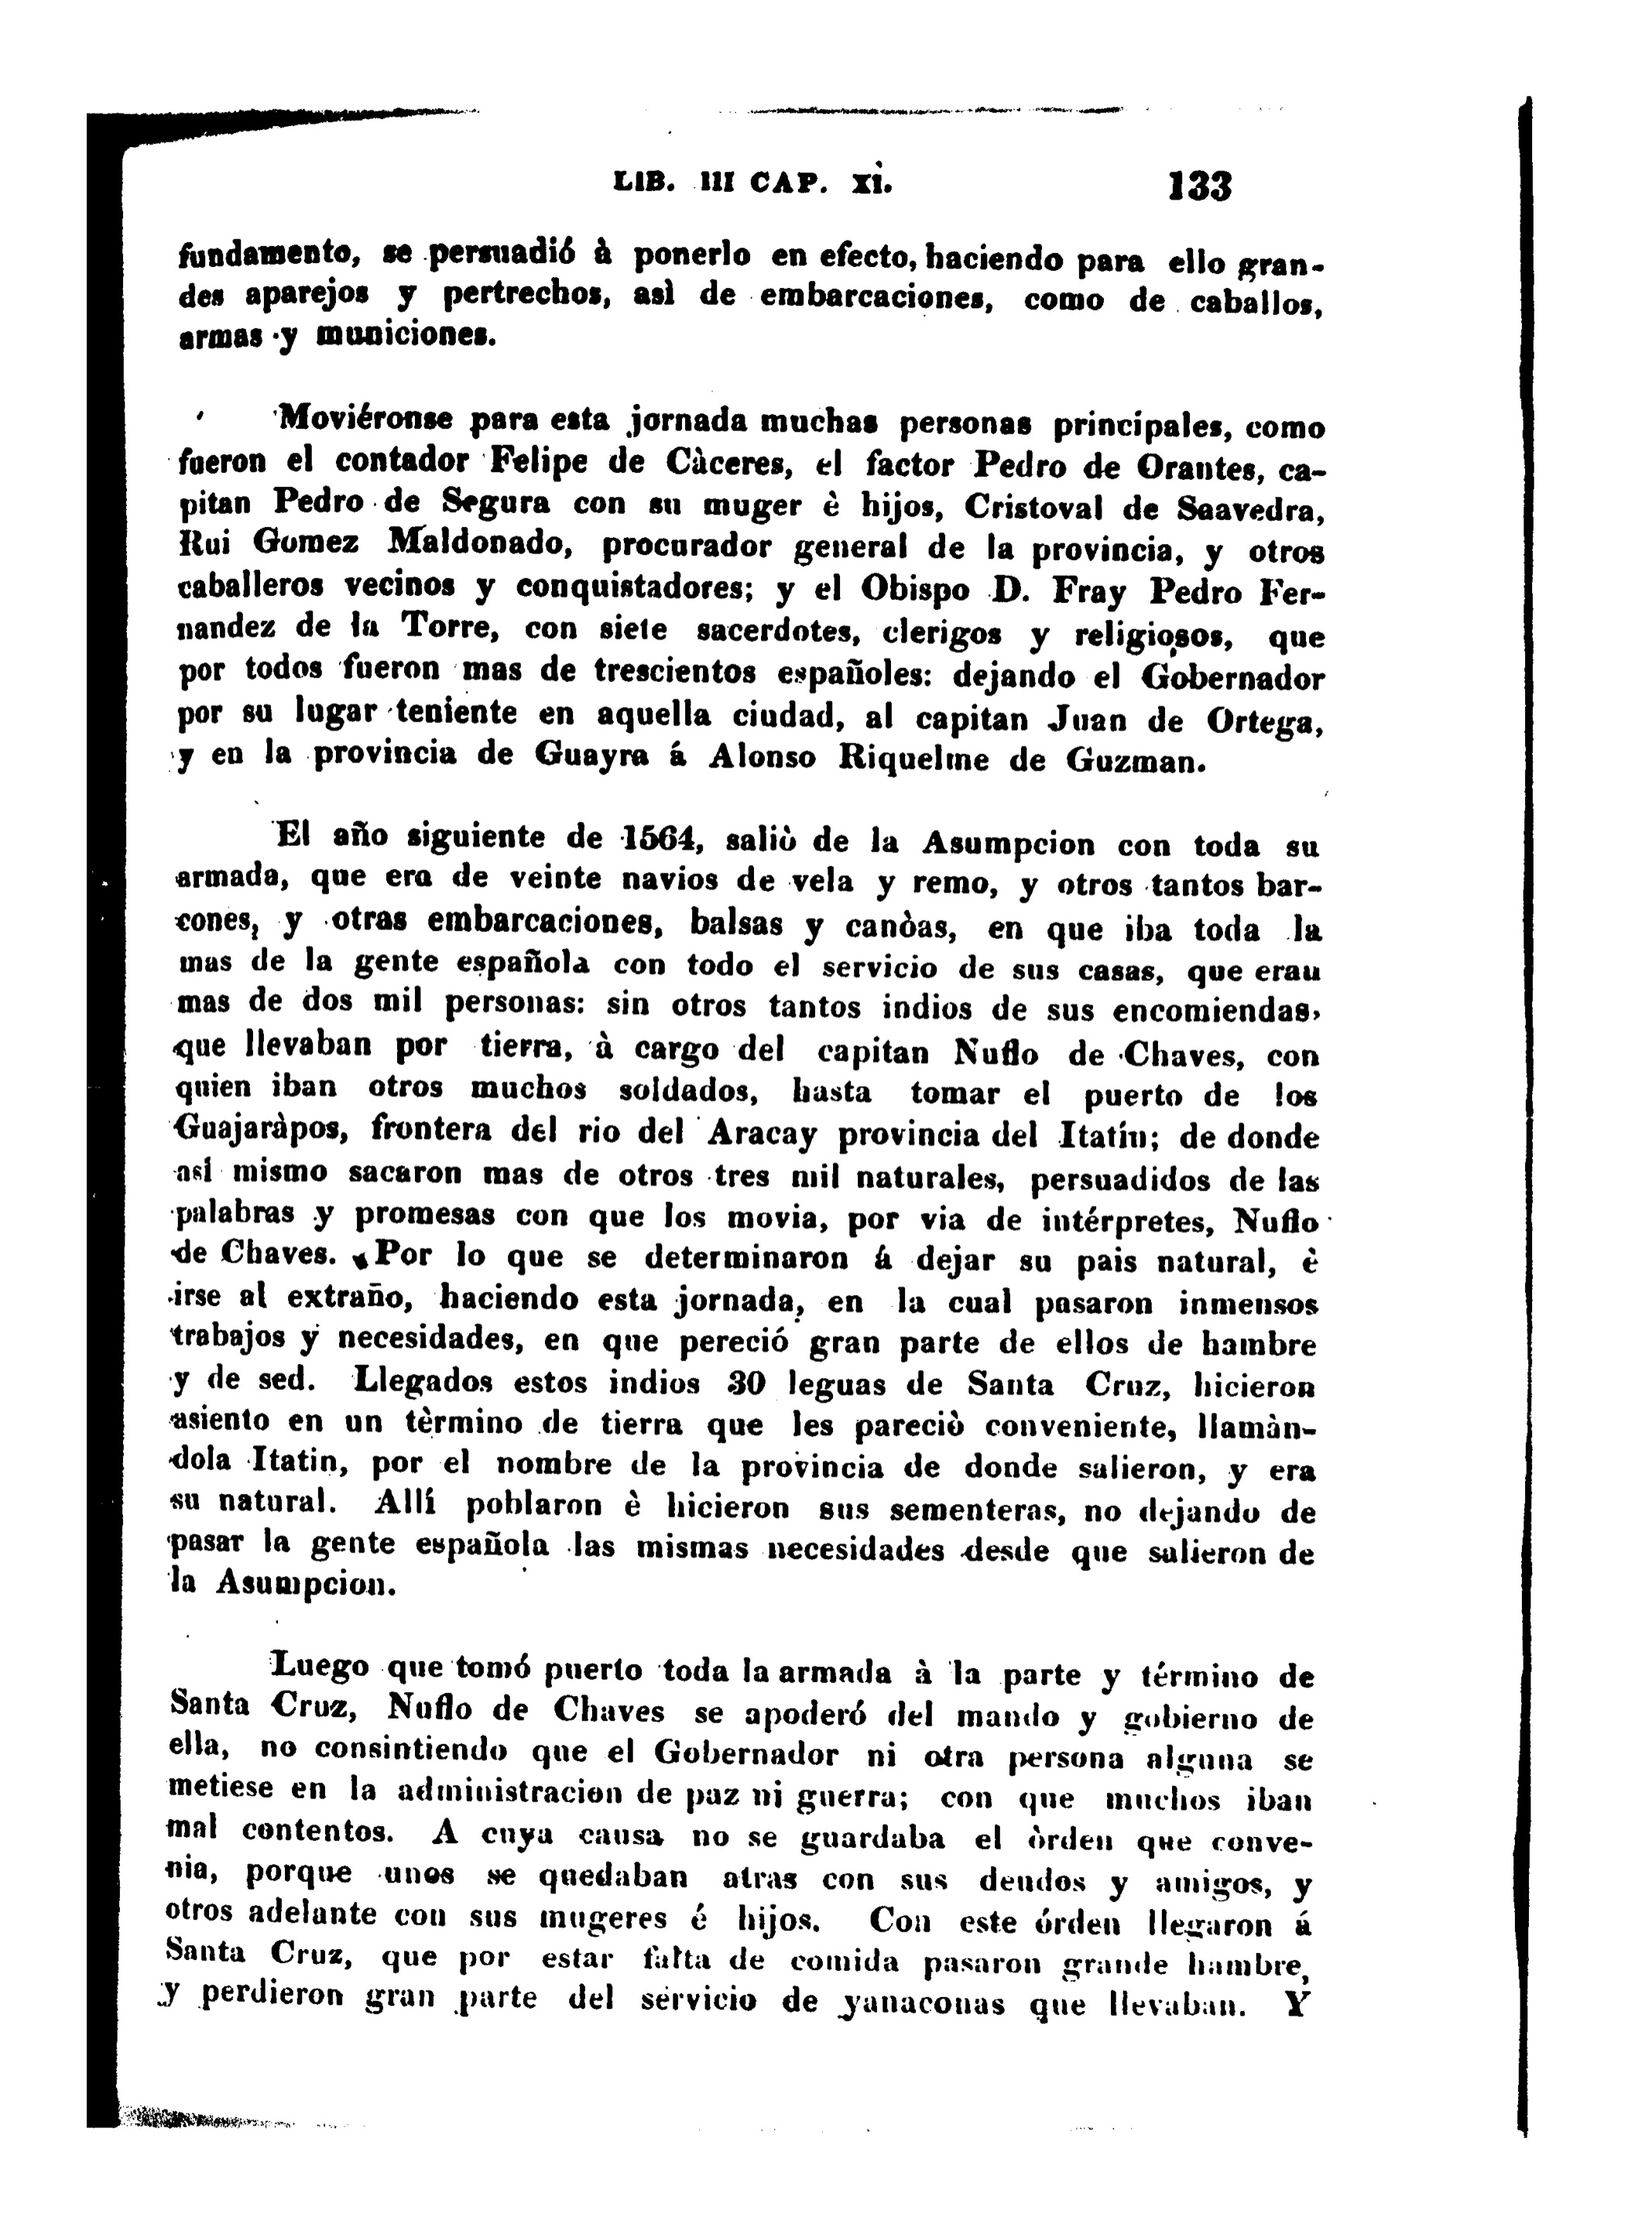 LIB. III CAP. XI. 133
fundamento, se persuadió à ponerlo en efecto, haciendo para ello gran-
des aparejos y pertrechos, asì de embarcaciones, como de caballos,
armas y municiones.
Moviéronse para esta jornada muchas personas principales, como
fueron el contador Felipe de Càceres, el factor Pedro de Orantes, ca-
pitan Pedro de Segura con su muger è hijos, Cristoval de Saavedra,
Rui Gomez Maldonado, procurador general de la provincia, y otros
caballeros vecinos y conquistadores; y el Obispo D. Fray Pedro Fer-
nandez de la Torre, con siete sacerdotes, clerigos y religiosos, que
por todos fueron mas de trescientos españoles: dejando el Gobernador
por su lugar teniente en aquella ciudad, al capitan Juan de Ortega,
y en la provincia de Guayra á Alonso Riquelme de Guzman.
El año siguiente de 1564, saliò de la Asumpcion con toda su
armada, que era de veinte navios de vela y remo, y otros tantos bar-
cones, y otras embarcaciones, balsas y canòas, en que iba toda la
mas de la gente española con todo el servicio de sus casas, que eran
mas de dos mil personas: sin otros tantos indios de sus encomiendas,
que llevaban por tierra, à cargo del capitan Nuflo de Chaves, con
quien iban otros muchos soldados, hasta tomar el puerto de los
Guajaràpos, frontera del rio del Aracay provincia del Itatín; de donde
asì mismo sacaron mas de otros tres mil naturales, persuadidos de las
palabras y promesas con que los movia, por via de intérpretes, Nuflo
de Chaves. Por lo que se determinaron á dejar su pais natural, è
irse al extraño, haciendo esta jornada, en la cual pasaron inmensos
trabajos y necesidades, en que pereció gran parte de ellos de hambre
y de sed. Llegados estos indios 30 leguas de Santa Cruz, hicieron
asiento en un tèrmino de tierra que les pareciò conveniente, llamàn-
dola Itatin, por el nombre de la provincia de donde salieron, y era
su natural. Allí poblaron è hicieron sus sementeras, no dejando de
pasar la gente española las mismas necesidades desde que salieron de
la Asumpcion.
Luego que tomó puerto toda la armada à la parte y término de
Santa Cruz, Nuflo de Chaves se apoderó del mando y gobierno de
ella, no consintiendo que el Gobernador ni otra persona alguna se
metiese en la administracion de paz ni guerra; con que muchos iban
mal contentos. A cuya causa no se guardaba el òrden que conve-
nia, porque unos se quedaban atras con sus deudos y amigos, y
otros adelante con sus mugeres é hijos. Con este órden llegaron á
Santa Cruz, que por estar falta de comida pasaron grande hambre,
y perdieron gran parte del servicio de yanaconas que llevaban. Y